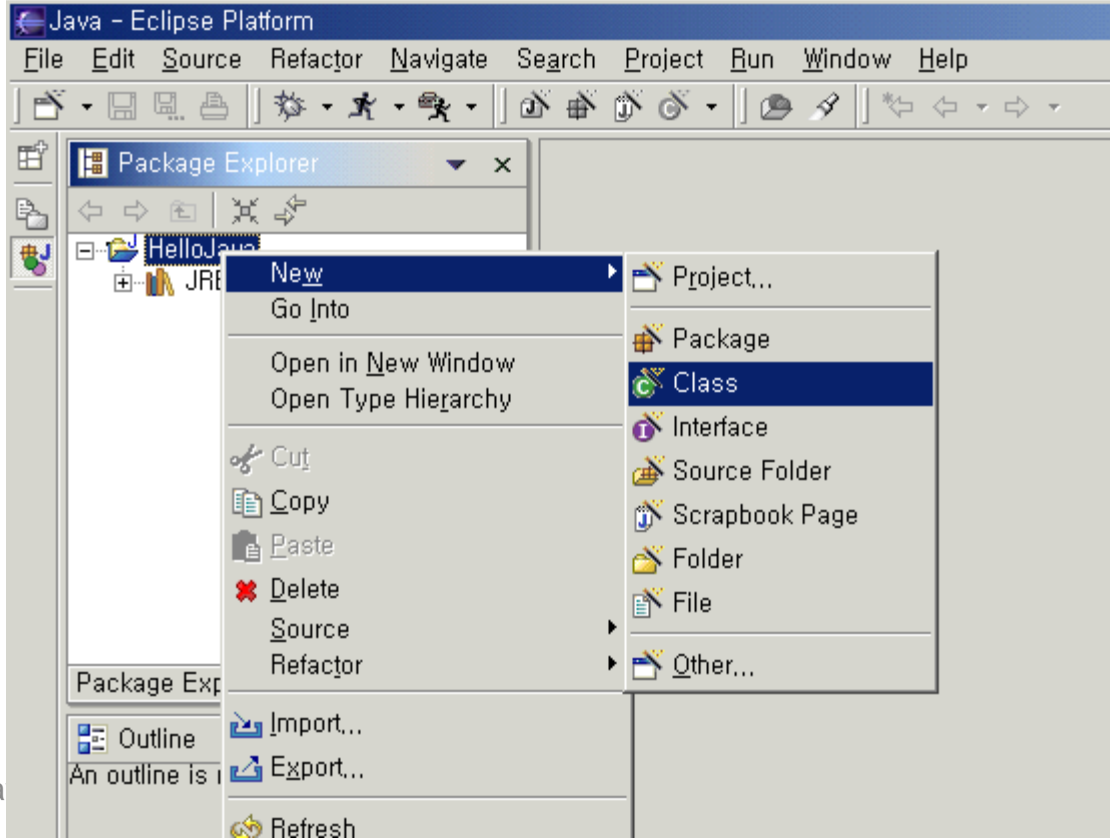 Java - Eclipse Platform
File Edit Source Refactor Navigate Search Project Run Window Help
Package Explorer
HelloJava
JRE
New
Go Into
Open in New Window
Open Type Hierarchy
Cut
Copy
Paste
Delete
Source
Refactor
Import...
Export...
Refresh
Project...
Package
Class
Interface
Source Folder
Scrapbook Page
Folder
File
Other...
Package Exp
Outline
An outline is